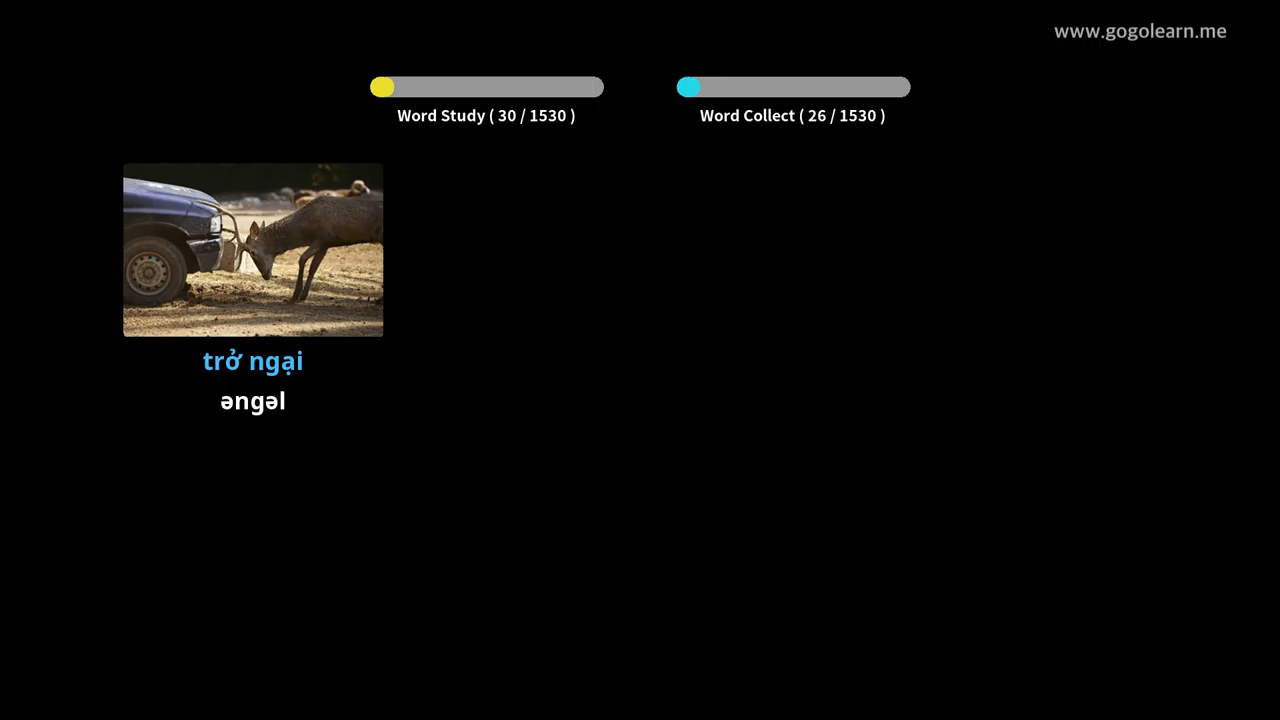 www.gogolearn.me
Word Study ( 30 / 1530 )
Word Collect ( 26 / 1530 )
trở ngại
əngəl